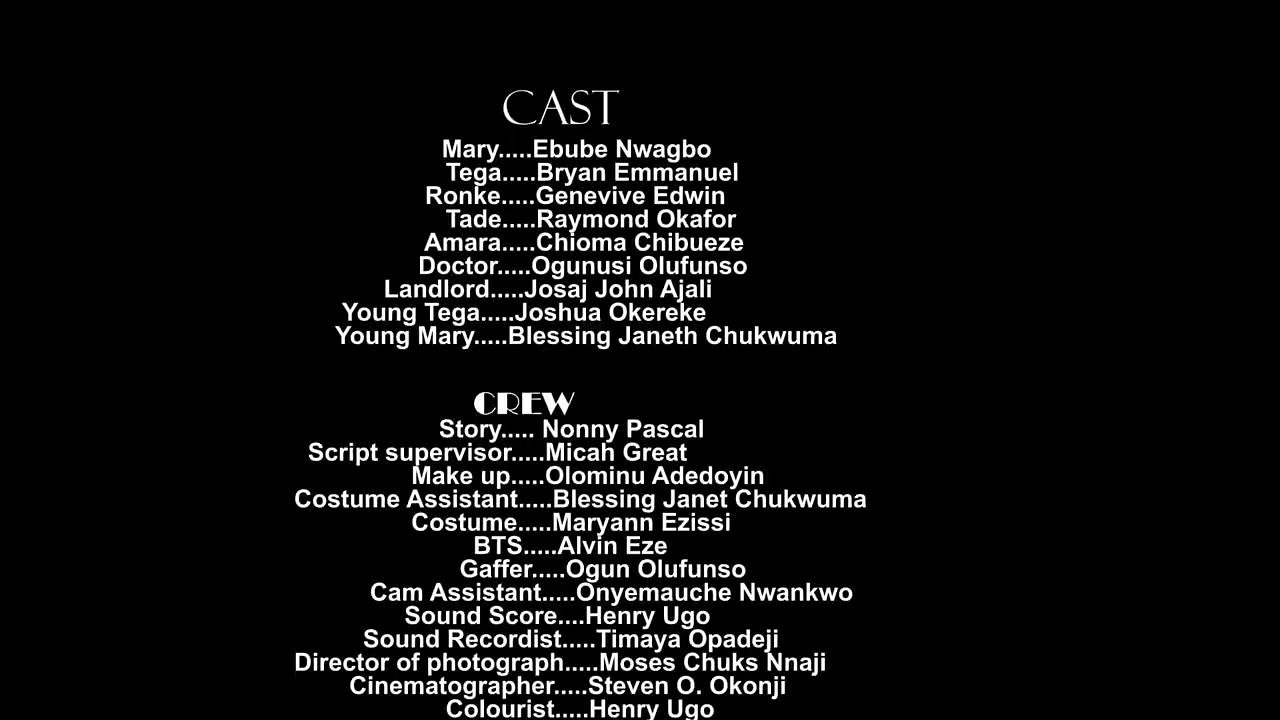 CAST
Mary.....Ebube Nwagbo
Tega.....Bryan Emmanuel
Ronke.....Genevive Edwin
Tade.....Raymond Okafor
Amara.....Chioma Chibueze
Doctor.....Ogunusi Olufunso
Landlord.....Josaj John Ajali
Young Tega.....Joshua Okereke
Young Mary.....Blessing Janeth Chukwuma
CREW
Story..... Nonny Pascal
Script supervisor.....Micah Great
Make up.....Olominu Adedoyin
Costume Assistant.....Blessing Janet Chukwuma
Costume.....Maryann Ezissi
BTS.....Alvin Eze
Gaffer.....Ogun Olufunso
Cam Assistant.....Onyemauche Nwankwo
Sound Score....Henry Ugo
Sound Recordist.....Timaya Opadeji
Director of photograph.....Moses Chuks Nnaji
Cinematographer.....Steven O. Okonji
Colourist.....Henry Ugo